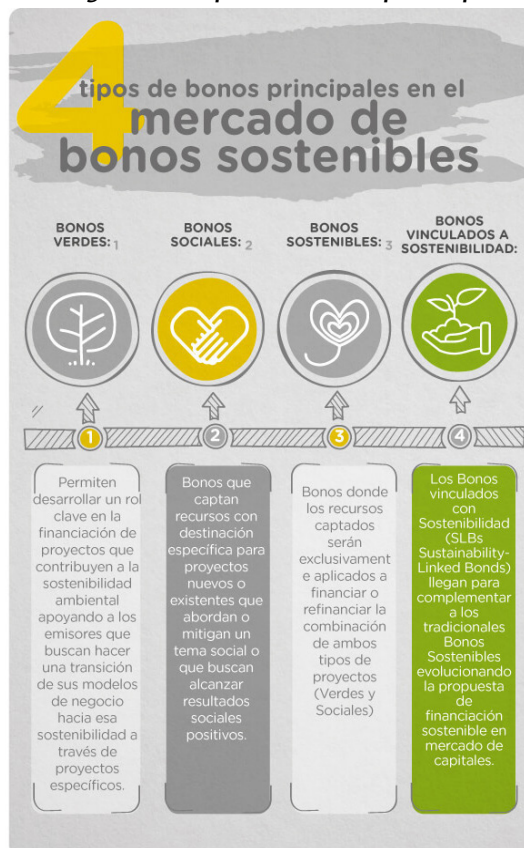 4
tipos de bonos principales en el
mercado de
bonos sostenibles
BONOS
VERDES: 1
BONOS
SOCIALES: 2
BONOS
SOSTENIBLES: 3
BONOS
VINCULADOS A
SOSTENIBILIDAD:
1
2
3
4
Permiten
desarrollar un rol
clave en la
financiación de
proyectos que
contribuyen a la
sostenibilidad
ambiental
apoyando a los
emisores que
buscan hacer
una transición
de sus modelos
de negocio
hacia esa
sostenibilidad a
través de
proyectos
específicos.
Bonos que
captan
recursos con
destinación
específica para
proyectos
nuevos o
existentes que
abordan o
mitigan un
tema social o
que buscan
alcanzar
resultados
sociales
positivos.
Bonos donde
los recursos
captados
serán
exclusivament
e aplicados a
financiar o
refinanciar la
combinación
de ambos
tipos de
proyectos
(Verdes y
Sociales)
Los Bonos
vinculados
con
Sostenibilidad
(SLBs
Sustainability-
Linked Bonds)
llegan para
complementar
a los
tradicionales
Bonos
Sostenibles
evolucionando
la propuesta
de
financiación
sostenible en
mercado de
capitales.